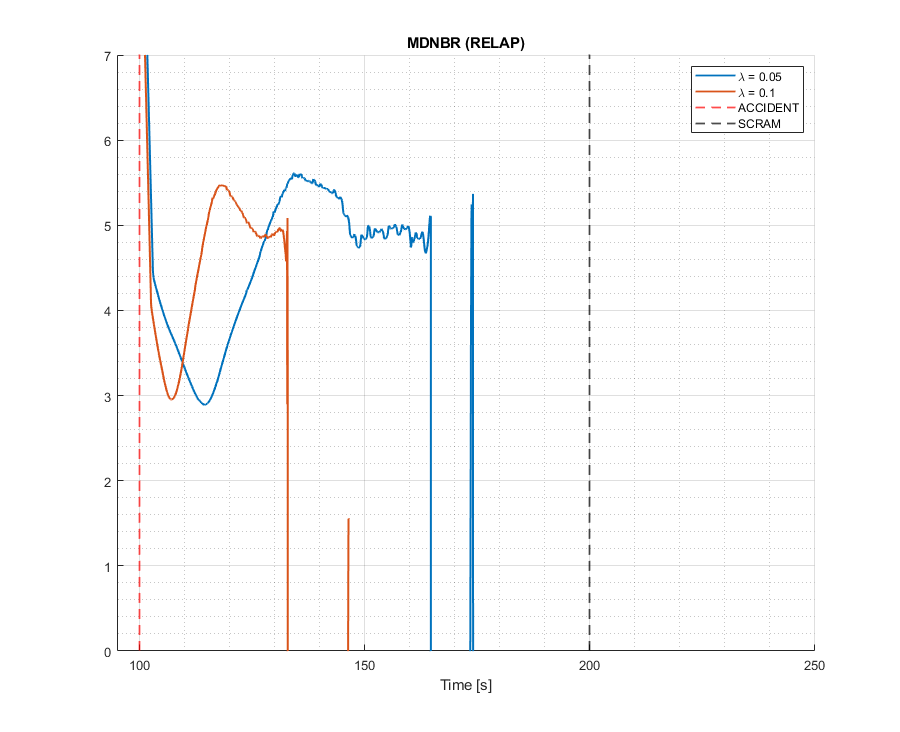 MDNBR (RELAP)
λ = 0.05
λ = 0.1
ACCIDENT
SCRAM
7
6
5
4
3
2
1
0
100
150
200
250
Time [s]